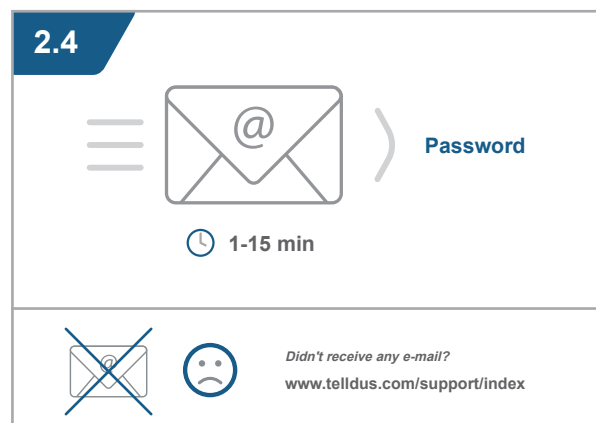 2.4
@
Password
1-15 min
@
Didn't receive any e-mail?
www.telldus.com/support/index